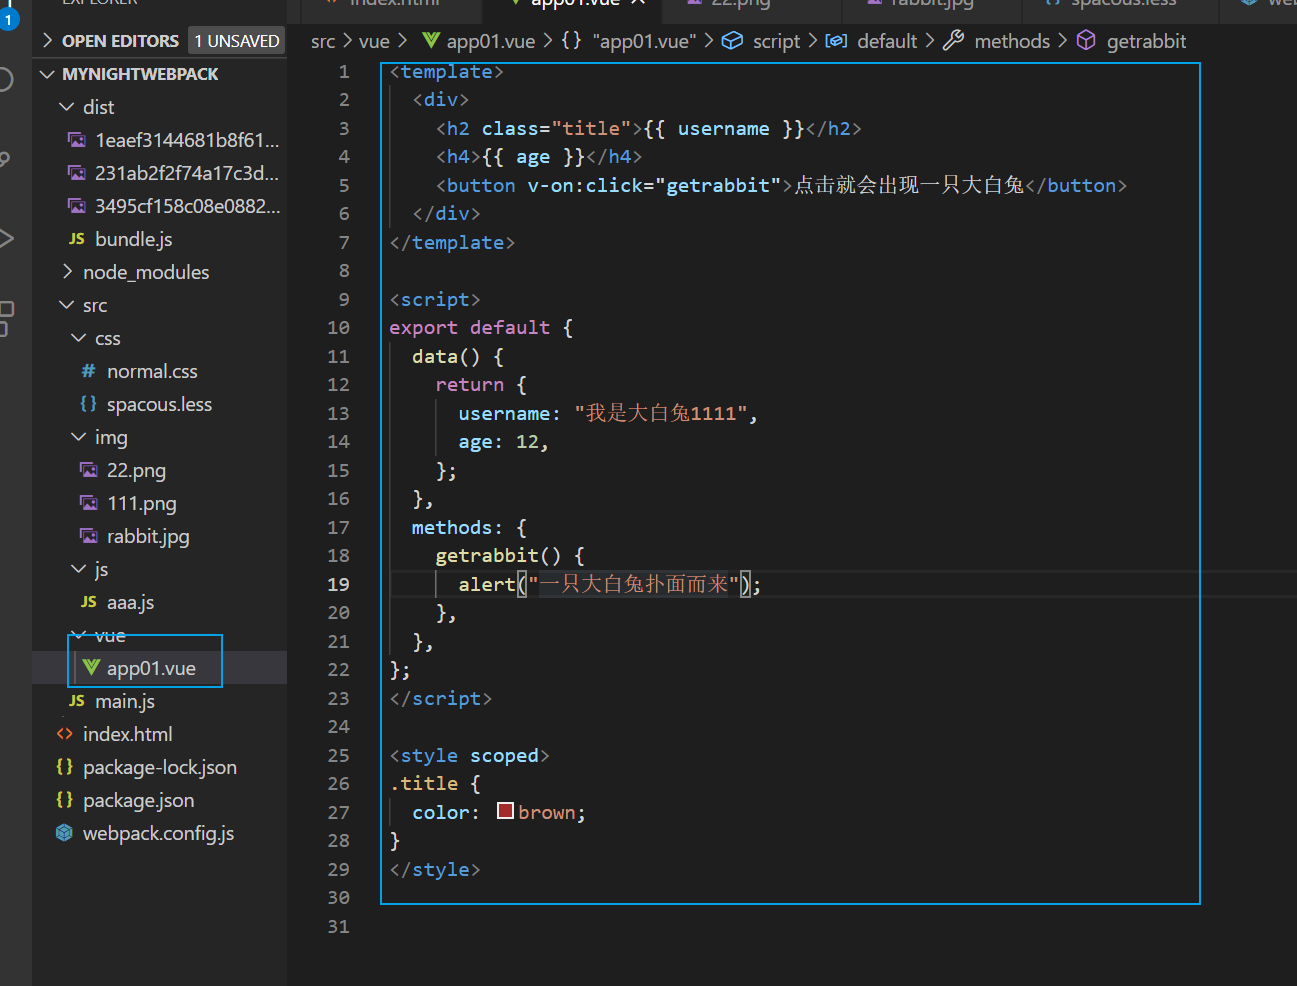 EXPLORER
1
OPEN EDITORS 1 UNSAVED
MYNIGHTWEBPACK
dist
1eaef3144681b8f61...
231ab2f2f74a17c3d...
3495cf158c08e0882...
JS bundle.js
node_modules
src
css
# normal.css
{} spacous.less
img
22.png
111.png
rabbit.jpg
js
JS aaa.js
vue
app01.vue
JS main.js
<> index.html
{} package-lock.json
{} package.json
webpack.config.js
index.html app01.vue 22.png rabbit.jpg spacous.less
src > vue > app01.vue > {} "app01.vue" > script > default > methods > getrabbit
1 <template>
2 <div>
3 <h2 class="title">{{ username }}</h2>
4 <h4>{{ age }}</h4>
5 <button v-on:click="getrabbit">点击就会出现一只大白兔</button>
6 </div>
7 </template>
8
9 <script>
10 export default {
11 data() {
12 return {
13 username: "我是大白兔1111",
14 age: 12,
15 };
16 },
17 methods: {
18 getrabbit() {
19 alert("一只大白兔扑面而来");
20 },
21 },
22 };
23 </script>
24
25 <style scoped>
26 .title {
27 color: brown;
28 }
29 </style>
30
31